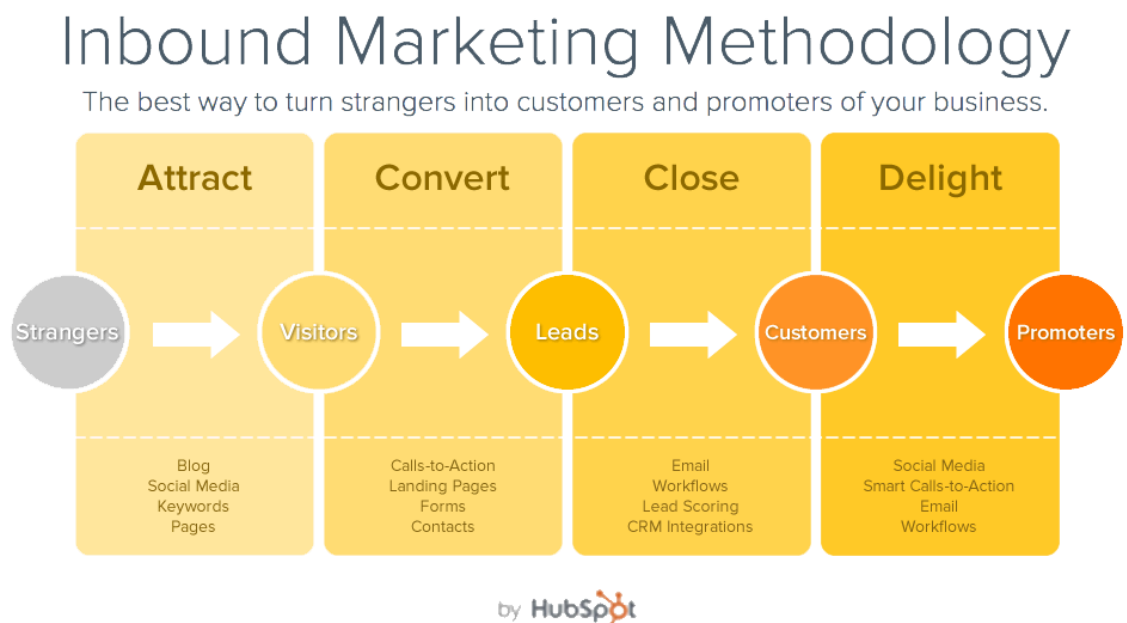 Inbound Marketing Methodology
The best way to turn strangers into customers and promoters of your business.
Attract
Convert
Close
Delight
Strangers
Visitors
Leads
Customers
Promoters
Blog
Social Media
Keywords
Pages
Calls-to-Action
Landing Pages
Forms
Contacts
Email
Workflows
Lead Scoring
CRM Integrations
Social Media
Smart Calls-to-Action
Email
Workflows
by HubSpot